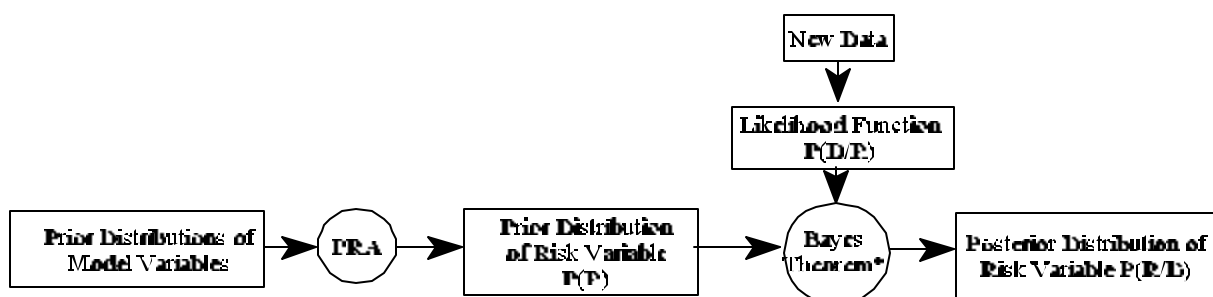 New Data
Likelihood Function
P(D/R)
Prior Distributions of
Model Variables
PRA
Prior Distribution
of Risk Variable
P(P)
Bayes
Theorem*
Posterior Distribution of
Risk Variable P(R/D)